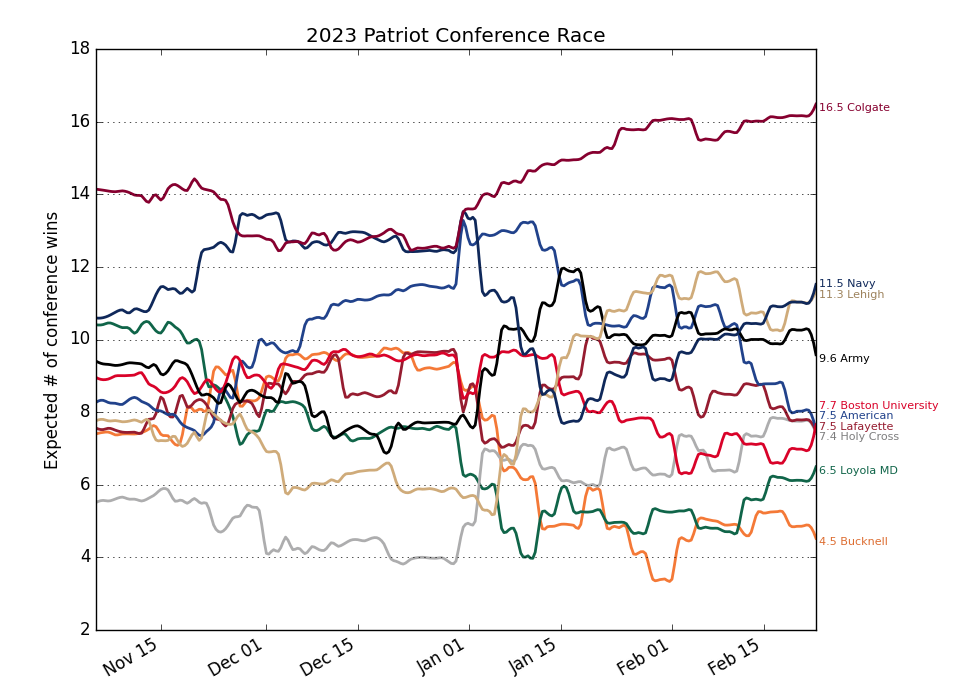 2023 Patriot Conference Race
Expected # of conference wins
18
16
14
12
10
8
6
4
2
16.5 Colgate
11.5 Navy
11.3 Lehigh
9.6 Army
7.7 Boston University
7.5 American
7.5 Lafayette
7.4 Holy Cross
6.5 Loyola MD
4.5 Bucknell
Nov 15
Dec 01
Dec 15
Jan 01
Jan 15
Feb 01
Feb 15